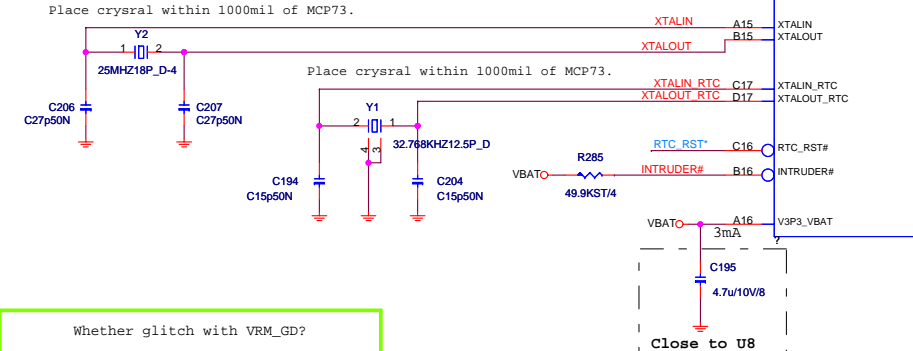 Place crysral within 1000mil of MCP73.
XTALIN A15 XTALIN
Y2
B15 XTALOUT
XTALOUT
1 2
25MHZ18P_D-4
Place crysral within 1000mil of MCP73.
XTALIN_RTC C17 XTALIN_RTC
XTALOUT_RTC D17 XTALOUT_RTC
C206
C27p50N
C207
C27p50N
Y1
2 1
4 3
32.768KHZ12.5P_D
RTC_RST* C16 RTC_RST#
R285
VBAT
INTRUDER# B16 INTRUDER#
49.9KST/4
C194
C15p50N
C204
C15p50N
VBAT
A16 V3P3_VBAT
3mA
?
C195
4.7u/10V/8
Whether glitch with VRM_GD?
Close to U8